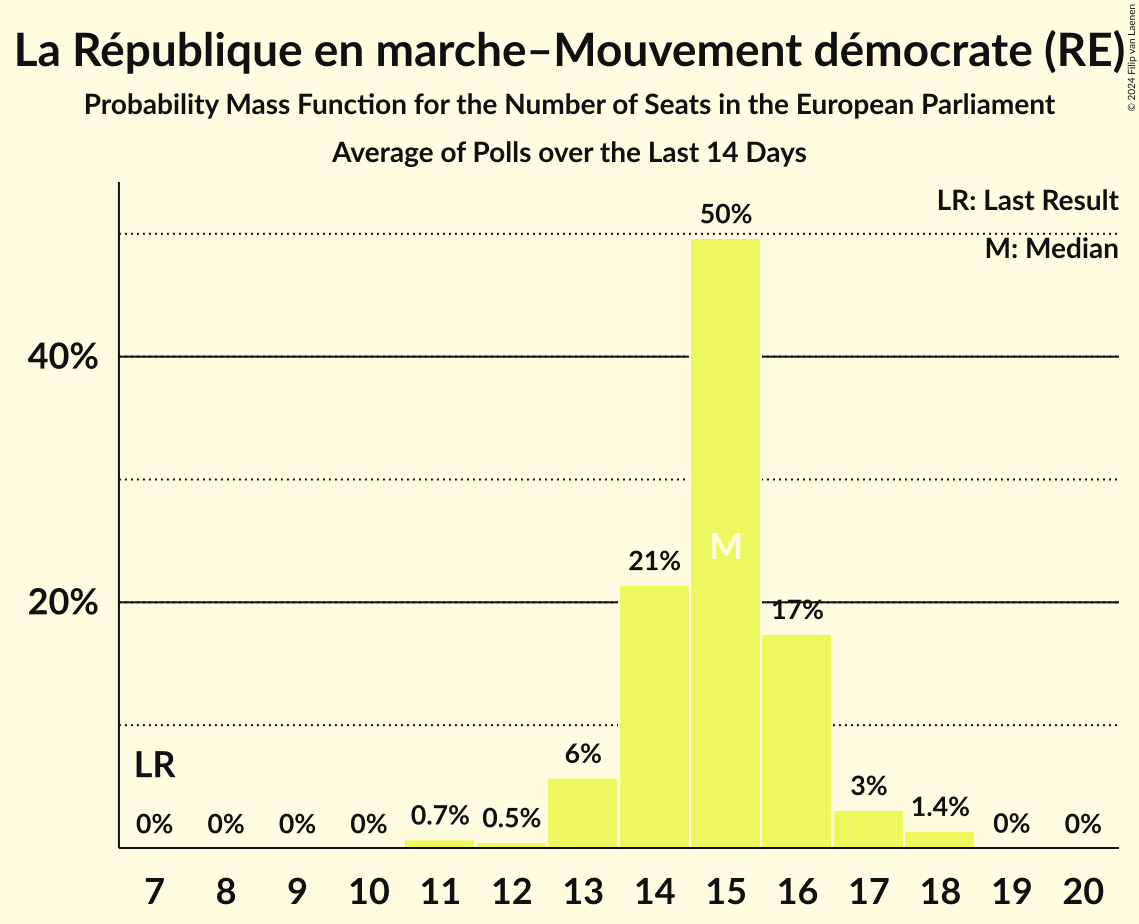 La République en marche–Mouvement démocrate (RE)
© 2024 Filip van Laenen
Probability Mass Function for the Number of Seats in the European Parliament
Average of Polls over the Last 14 Days
LR: Last Result
M: Median
50%
40%
M
21%
20%
17%
6%
LR
3%
0% 0% 0% 0% 0.7% 0.5% 1.4% 0% 0%
7 8 9 10 11 12 13 14 15 16 17 18 19 20